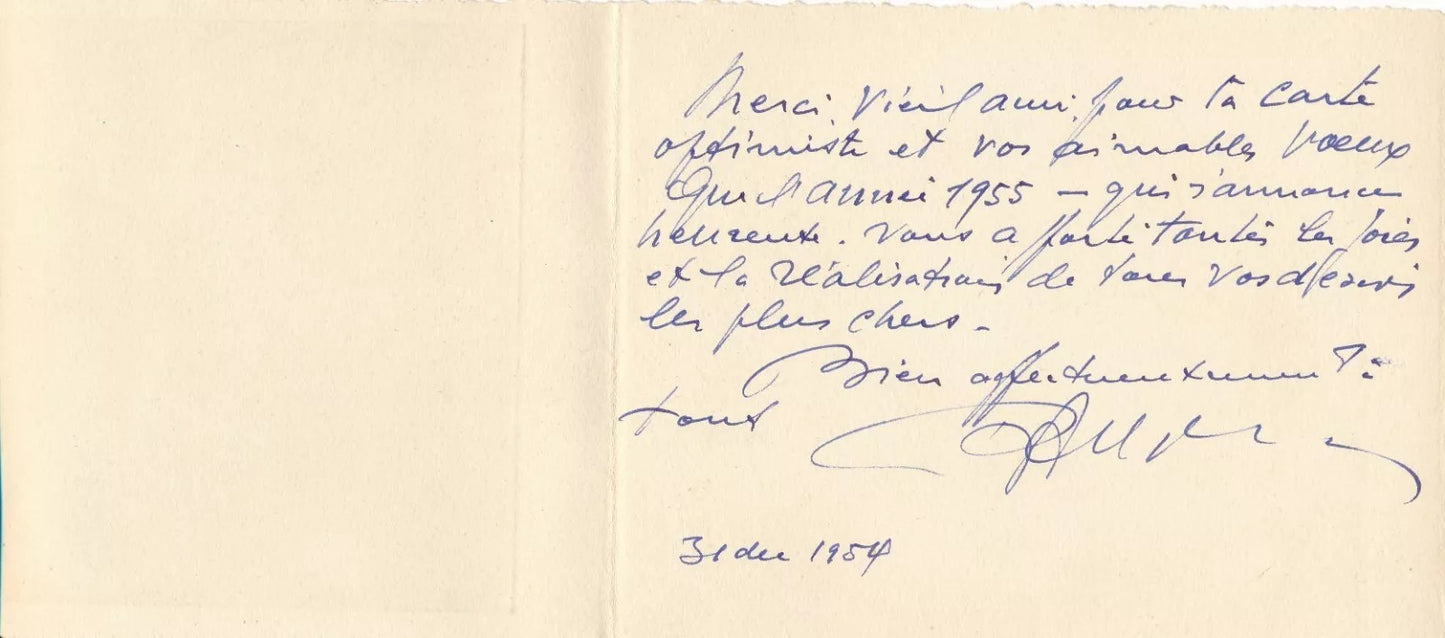 Merci, vieil ami, pour ta carte
optimiste et vos aimables voeux
Que l'année 1955 — qui s'annonce
heureuse. vous apporte toutes les joies
et la réalisation de tous vos désirs
les plus chers -
Bien affectueusement à
tout
31 dec 1954